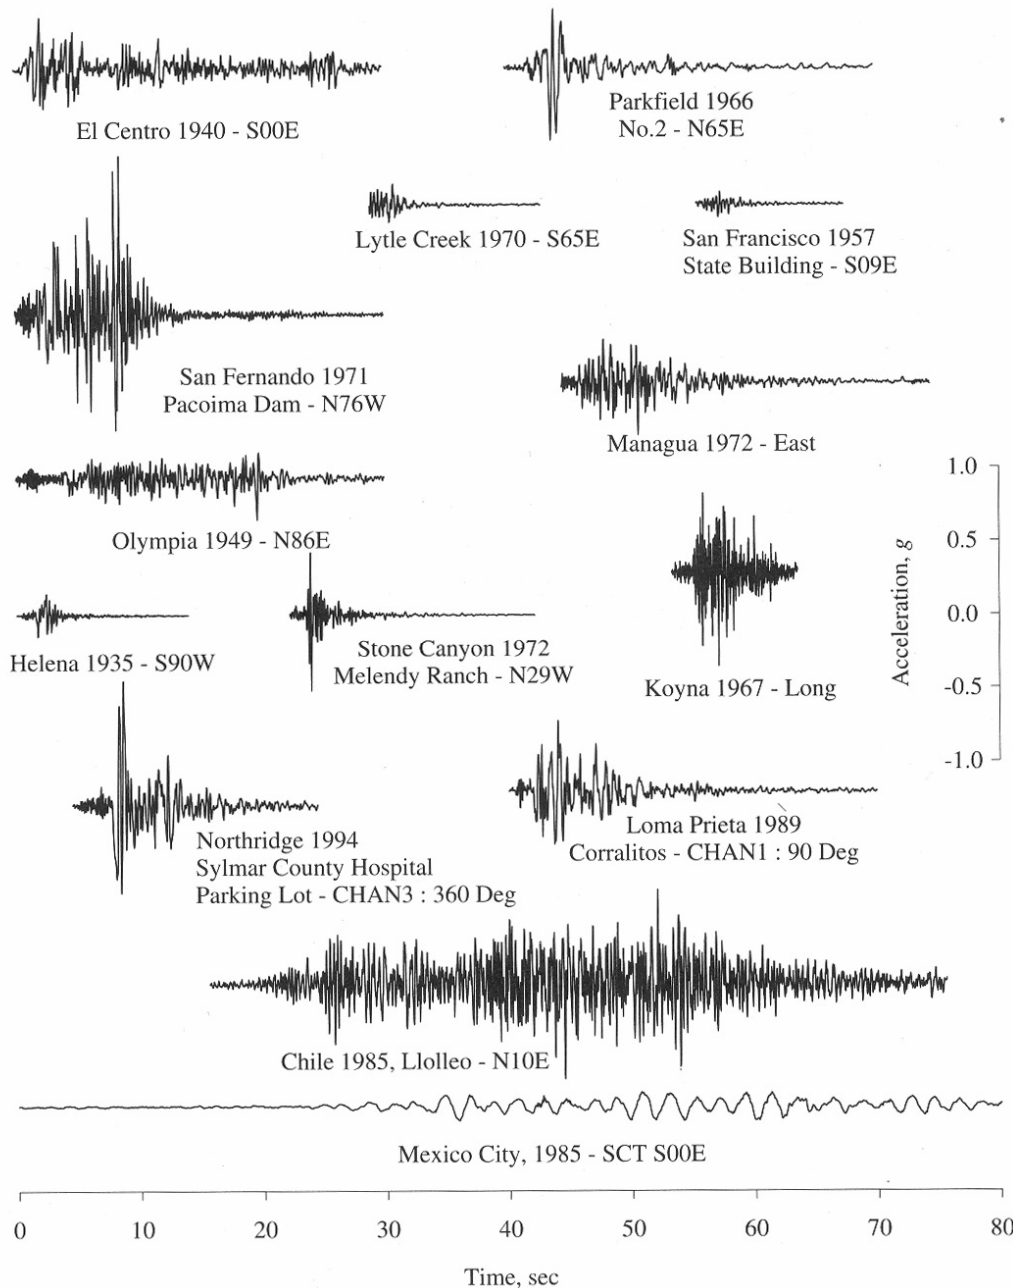 El Centro 1940 - S00E
Parkfield 1966
No.2 - N65E
Lytle Creek 1970 - S65E
San Francisco 1957
State Building - S09E
San Fernando 1971
Pacoima Dam - N76W
Managua 1972 - East
Olympia 1949 - N86E
Helena 1935 - S90W
Stone Canyon 1972
Melendy Ranch - N29W
Koyna 1967 - Long
1.0
0.5
0.0
-0.5
-1.0
Acceleration, g
Northridge 1994
Sylmar County Hospital
Parking Lot - CHAN3 : 360 Deg
Loma Prieta 1989
Corralitos - CHAN1 : 90 Deg
Chile 1985, Llolleo - N10E
Mexico City, 1985 - SCT S00E
0 10 20 30 40 50 60 70 80
Time, sec